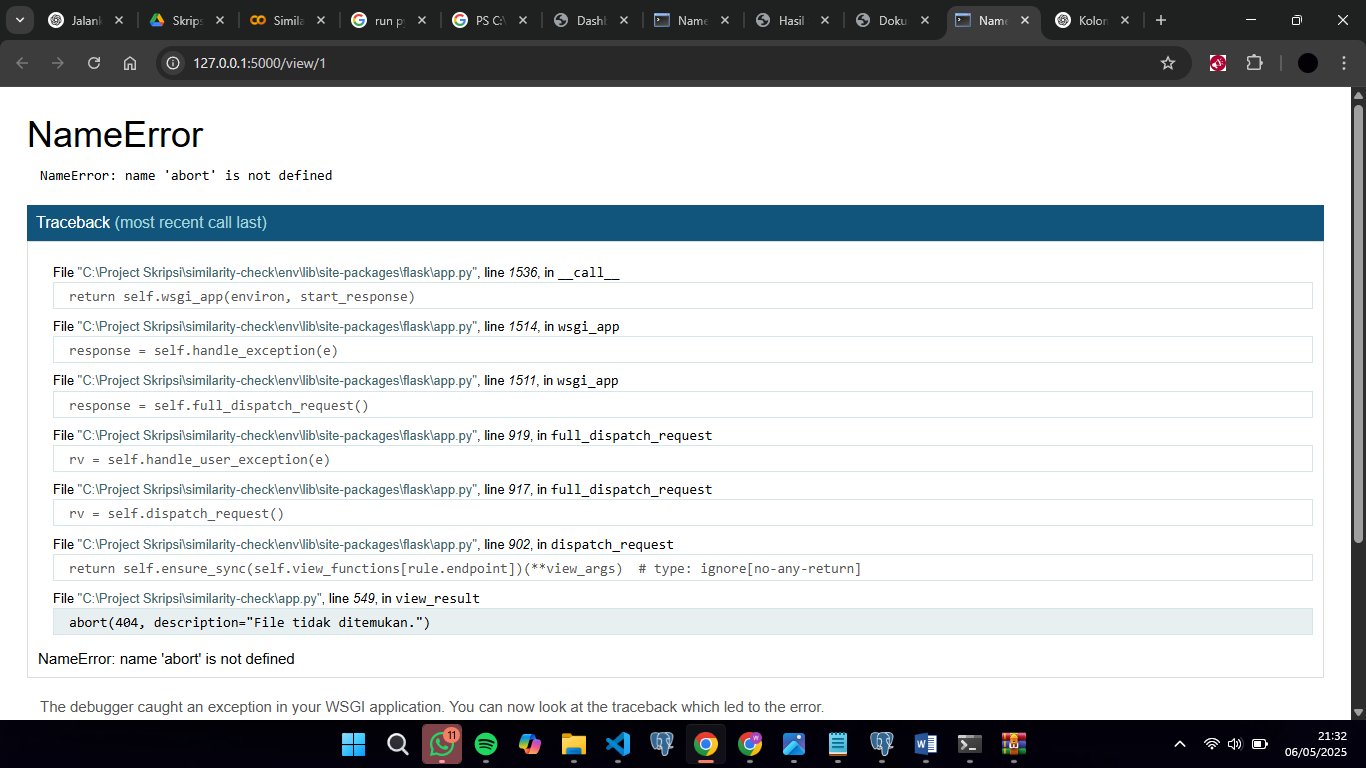 Jalank
Skrips
Simila
run py
PS C:\
Dashb
Name
Hasil
Doku
Name
Kolon
127.0.0.1:5000/view/1
NameError
NameError: name 'abort' is not defined
Traceback (most recent call last)
File "C:\Project Skripsi\similarity-check\env\lib\site-packages\flask\app.py", line 1536, in __call__
return self.wsgi_app(environ, start_response)
File "C:\Project Skripsi\similarity-check\env\lib\site-packages\flask\app.py", line 1514, in wsgi_app
response = self.handle_exception(e)
File "C:\Project Skripsi\similarity-check\env\lib\site-packages\flask\app.py", line 1511, in wsgi_app
response = self.full_dispatch_request()
File "C:\Project Skripsi\similarity-check\env\lib\site-packages\flask\app.py", line 919, in full_dispatch_request
rv = self.handle_user_exception(e)
File "C:\Project Skripsi\similarity-check\env\lib\site-packages\flask\app.py", line 917, in full_dispatch_request
rv = self.dispatch_request()
File "C:\Project Skripsi\similarity-check\env\lib\site-packages\flask\app.py", line 902, in dispatch_request
return self.ensure_sync(self.view_functions[rule.endpoint])(**view_args)  # type: ignore[no-any-return]
File "C:\Project Skripsi\similarity-check\app.py", line 549, in view_result
abort(404, description="File tidak ditemukan.")
NameError: name 'abort' is not defined
The debugger caught an exception in your WSGI application. You can now look at the traceback which led to the error.
11
21:32
06/05/2025